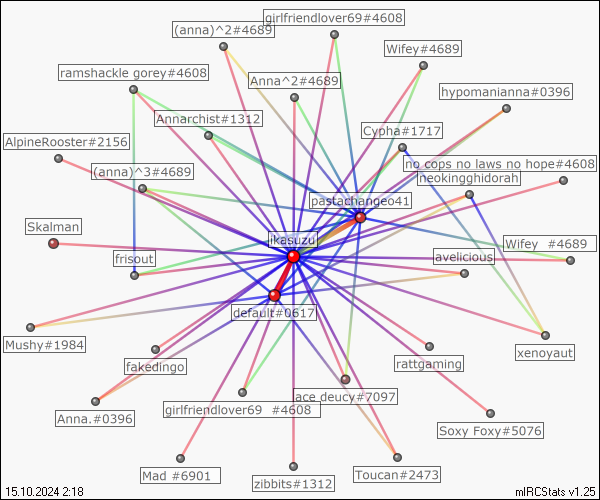 girlfriendlover69#4608
(anna)^2#4689
Wifey#4689
ramshackle gorey#4608
Anna^2#4689
hypomanianna#0396
Annarchist#1312
Cypha#1717
AlpineRooster#2156
(anna)^3#4689
no cops no laws no hope#4608
neokingghidorah
pastachangeo41
Skalman
ikasuzu
Wifey #4689
frisout
avelicious
default#0617
Mushy#1984
xenoyaut
fakedingo
rattgaming
ace deucy#7097
girlfriendlover69 #4608
Anna.#0396
Soxy Foxy#5076
Mad #6901
zibbits#1312
Toucan#2473
15.10.2024 2:18
mIRCStats v1.25